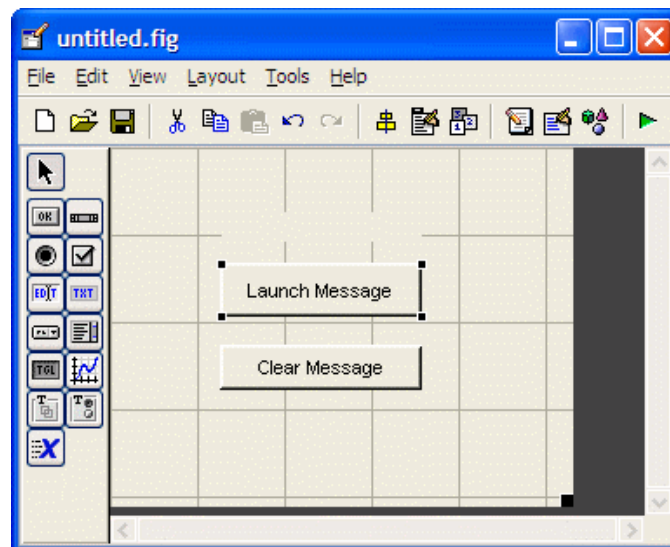 untitled.fig
File Edit View Layout Tools Help
OK
EDIT TXT
TGL
T T
X
Launch Message
Clear Message